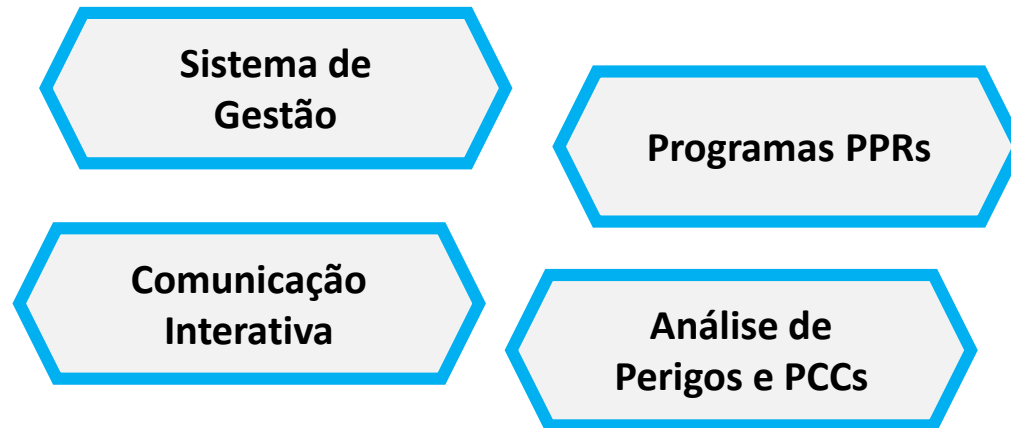 Sistema de
Gestão
Programas PPRs
Comunicação
Interativa
Análise de
Perigos e PCCs